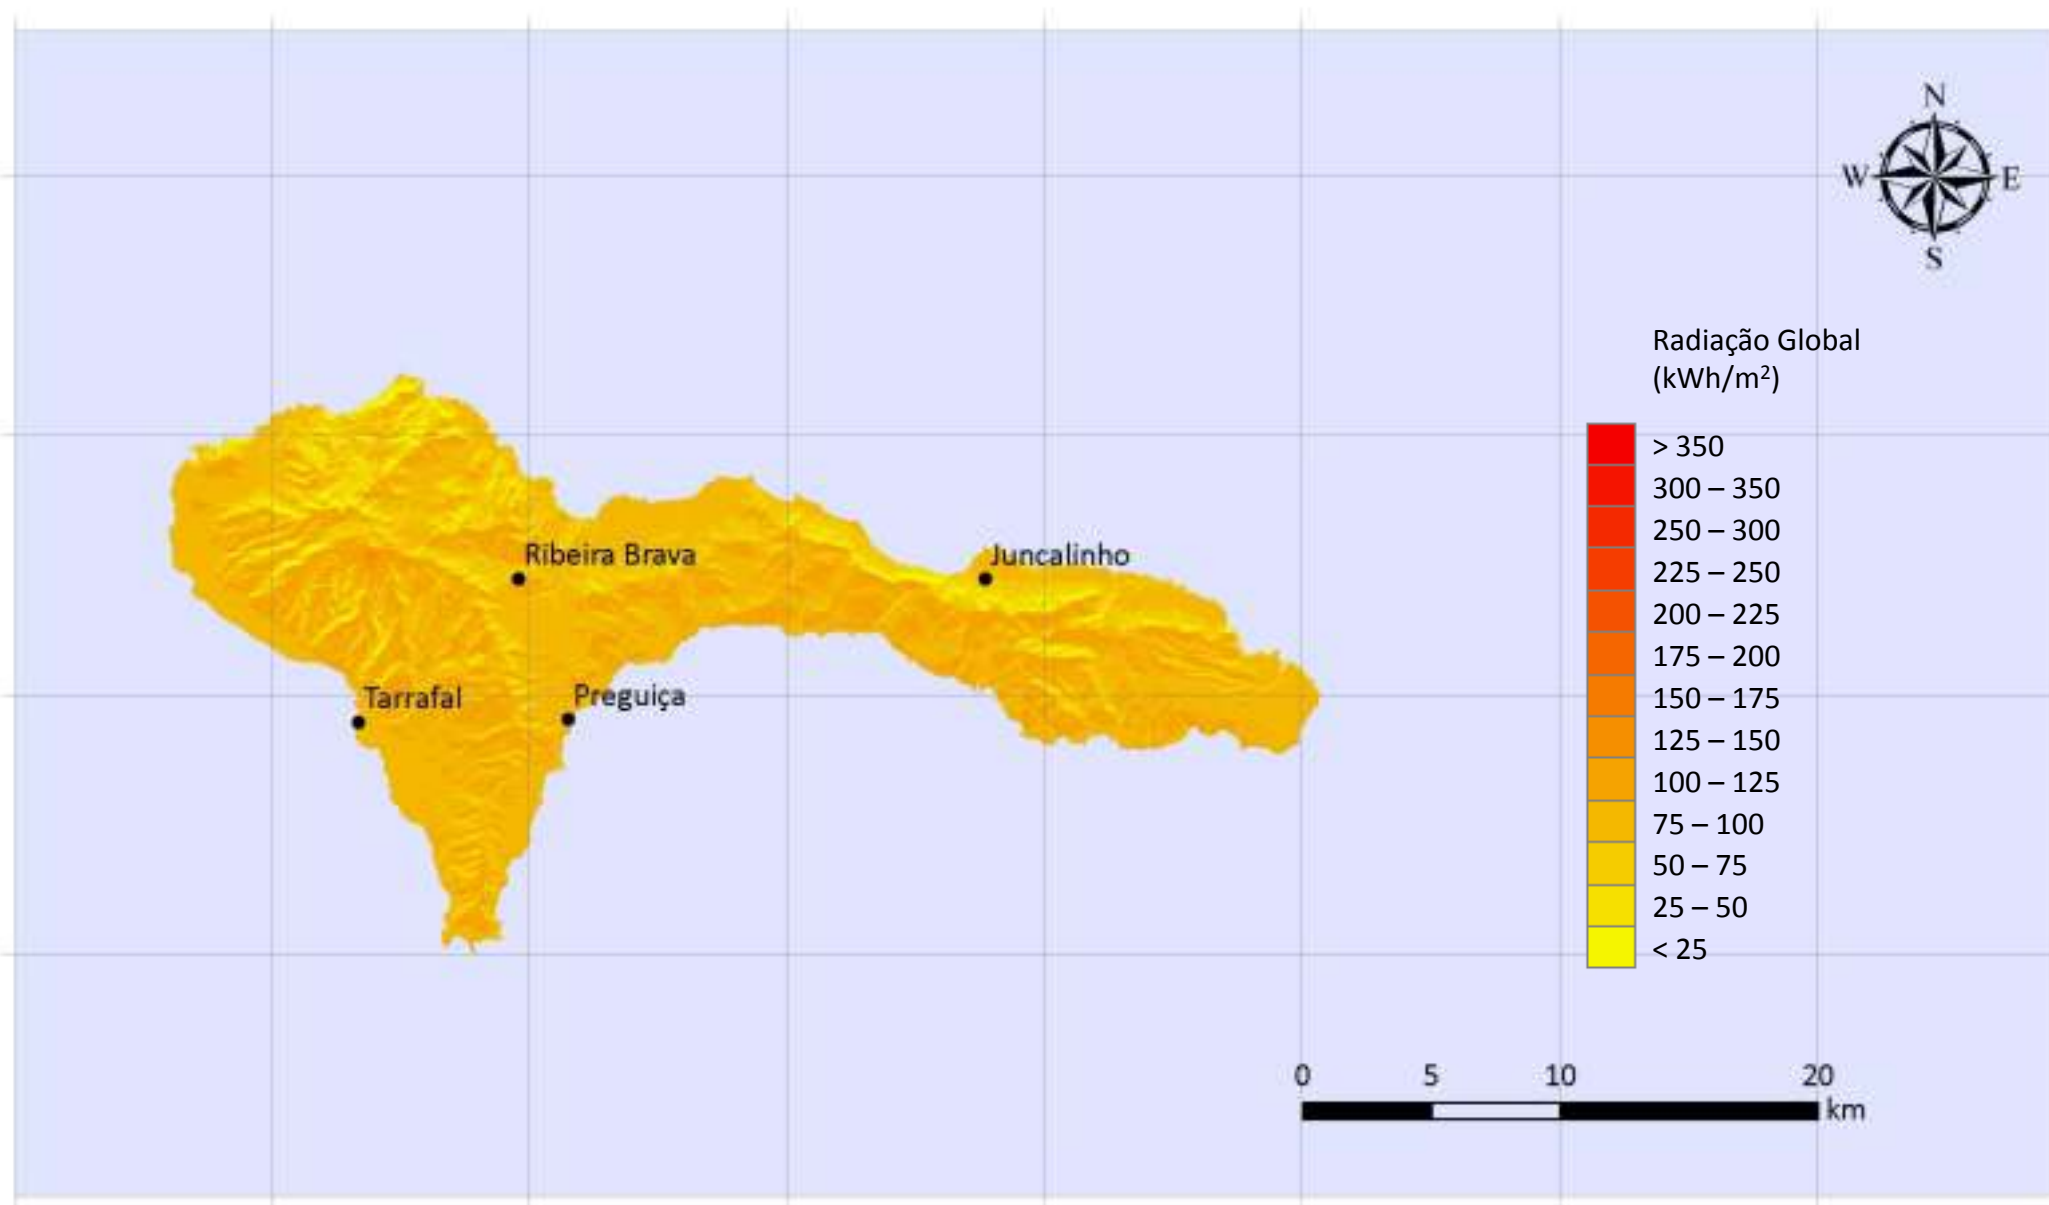 N
W
E
S
Radiação Global
(kWh/m²)
> 350
300 – 350
250 – 300
225 – 250
200 – 225
175 – 200
150 – 175
125 – 150
100 – 125
75 – 100
50 – 75
25 – 50
< 25
Ribeira Brava
Juncalinho
Tarrafal
Preguiça
0 5 10 20
km